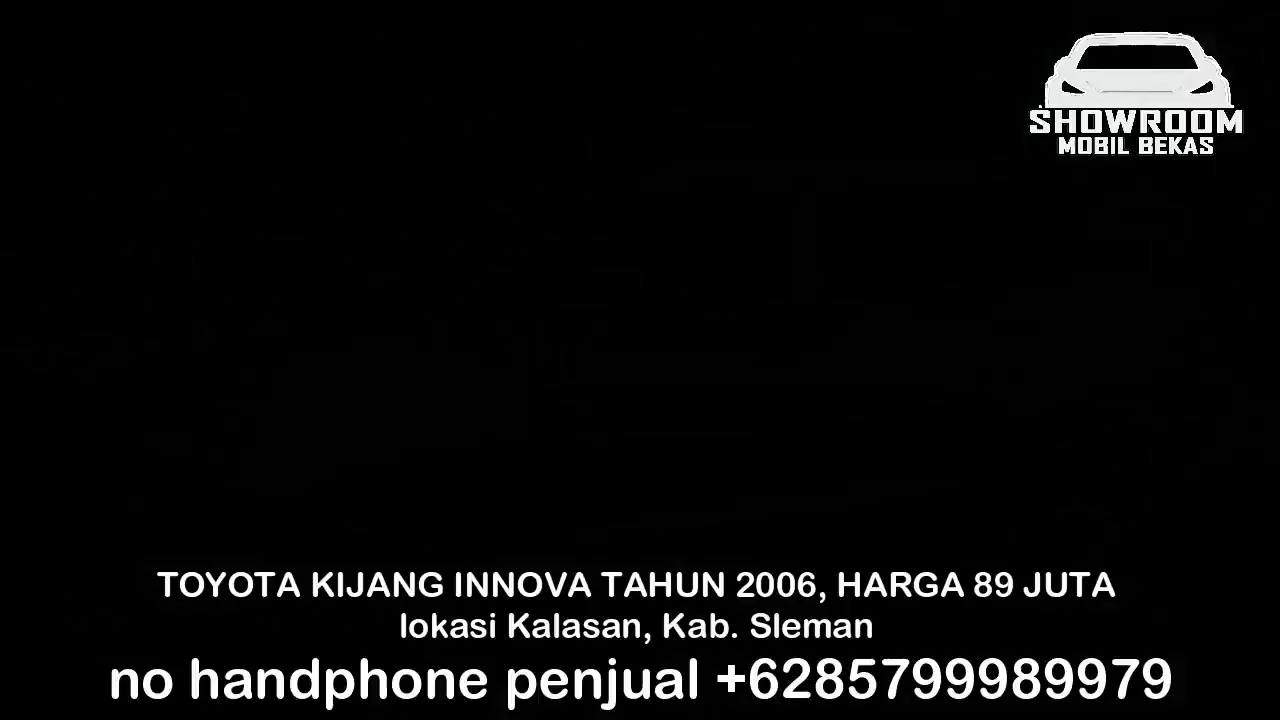 SHOWROOM
MOBIL BEKAS
TOYOTA KIJANG INNOVA TAHUN 2006, HARGA 89 JUTA
lokasi Kalasan, Kab. Sleman
no handphone penjual +6285799989979